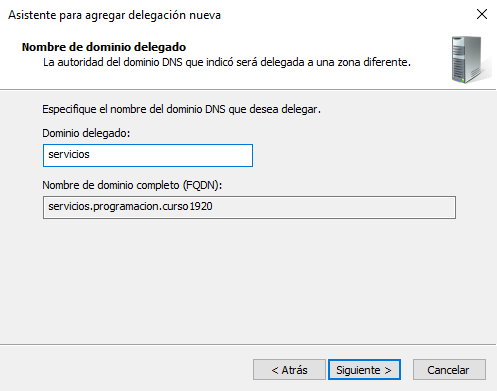 Asistente para agregar delegación nueva
Nombre de dominio delegado
La autoridad del dominio DNS que indicó será delegada a una zona diferente.
Especifique el nombre del dominio DNS que desea delegar.
Dominio delegado:
servicios
Nombre de dominio completo (FQDN):
servicios.programacion.curso1920
< Atrás Siguiente > Cancelar